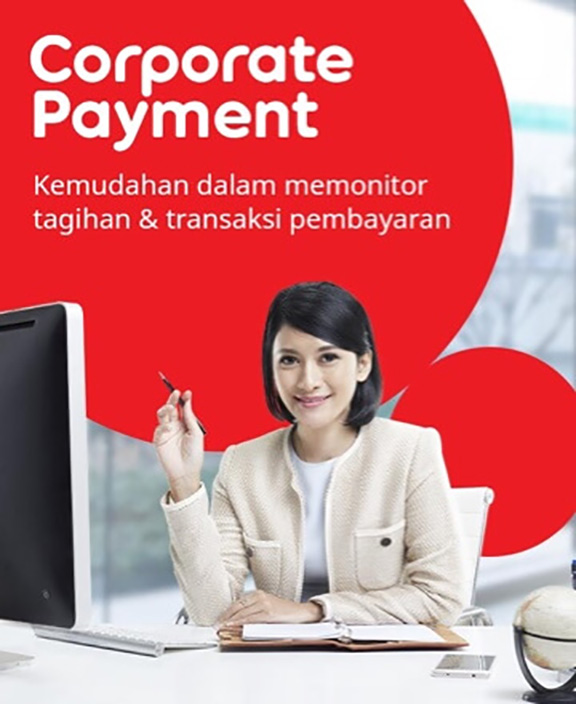 Corporate
Payment
Kemudahan dalam memonitor
tagihan & transaksi pembayaran